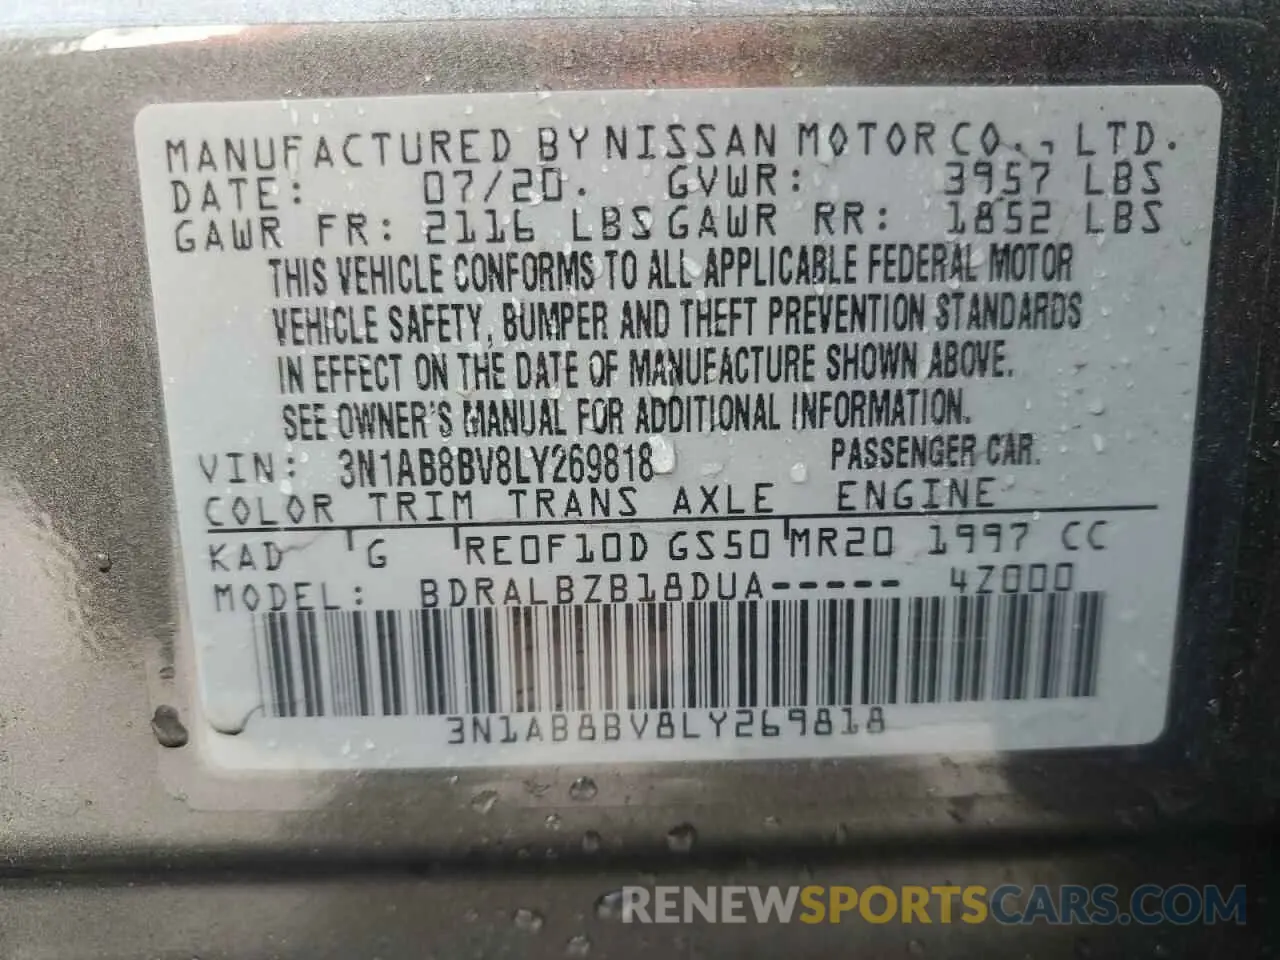 MANUFACTURED BY NISSAN MOTOR CO., LTD.
DATE: 07/20. GVWR: 3957 LBS
GAWR FR: 2116 LBS GAWR RR: 1852 LBS
THIS VEHICLE CONFORMS TO ALL APPLICABLE FEDERAL MOTOR
VEHICLE SAFETY, BUMPER AND THEFT PREVENTION STANDARDS
IN EFFECT ON THE DATE OF MANUFACTURE SHOWN ABOVE.
SEE OWNER'S MANUAL FOR ADDITIONAL INFORMATION.
VIN: 3N1AB8BV8LY269818 PASSENGER CAR.
COLOR TRIM TRANS AXLE ENGINE
KAD G RE0F10D GS50 MR20 1997 CC
MODEL: BDRALBZB18DUA----- 4Z000
3N1AB8BV8LY269818
RENEWSPORTSCARS.COM